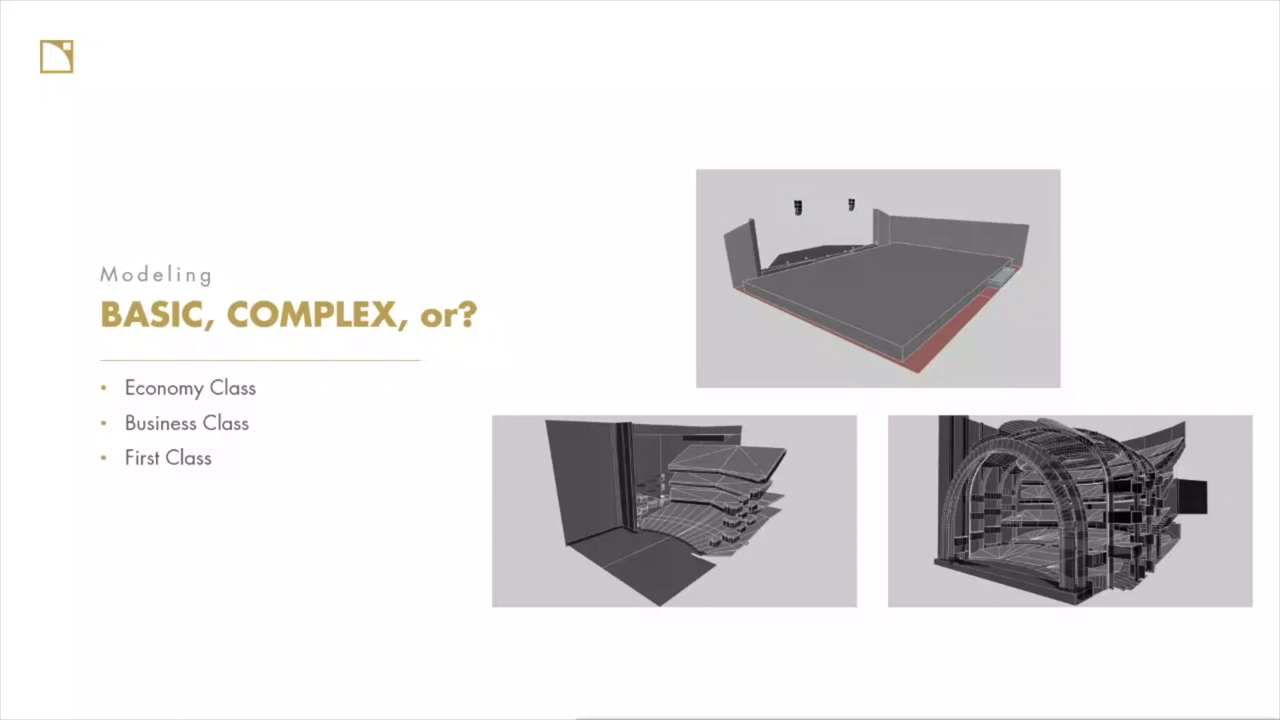 Modeling
BASIC, COMPLEX, or?
• Economy Class
• Business Class
• First Class